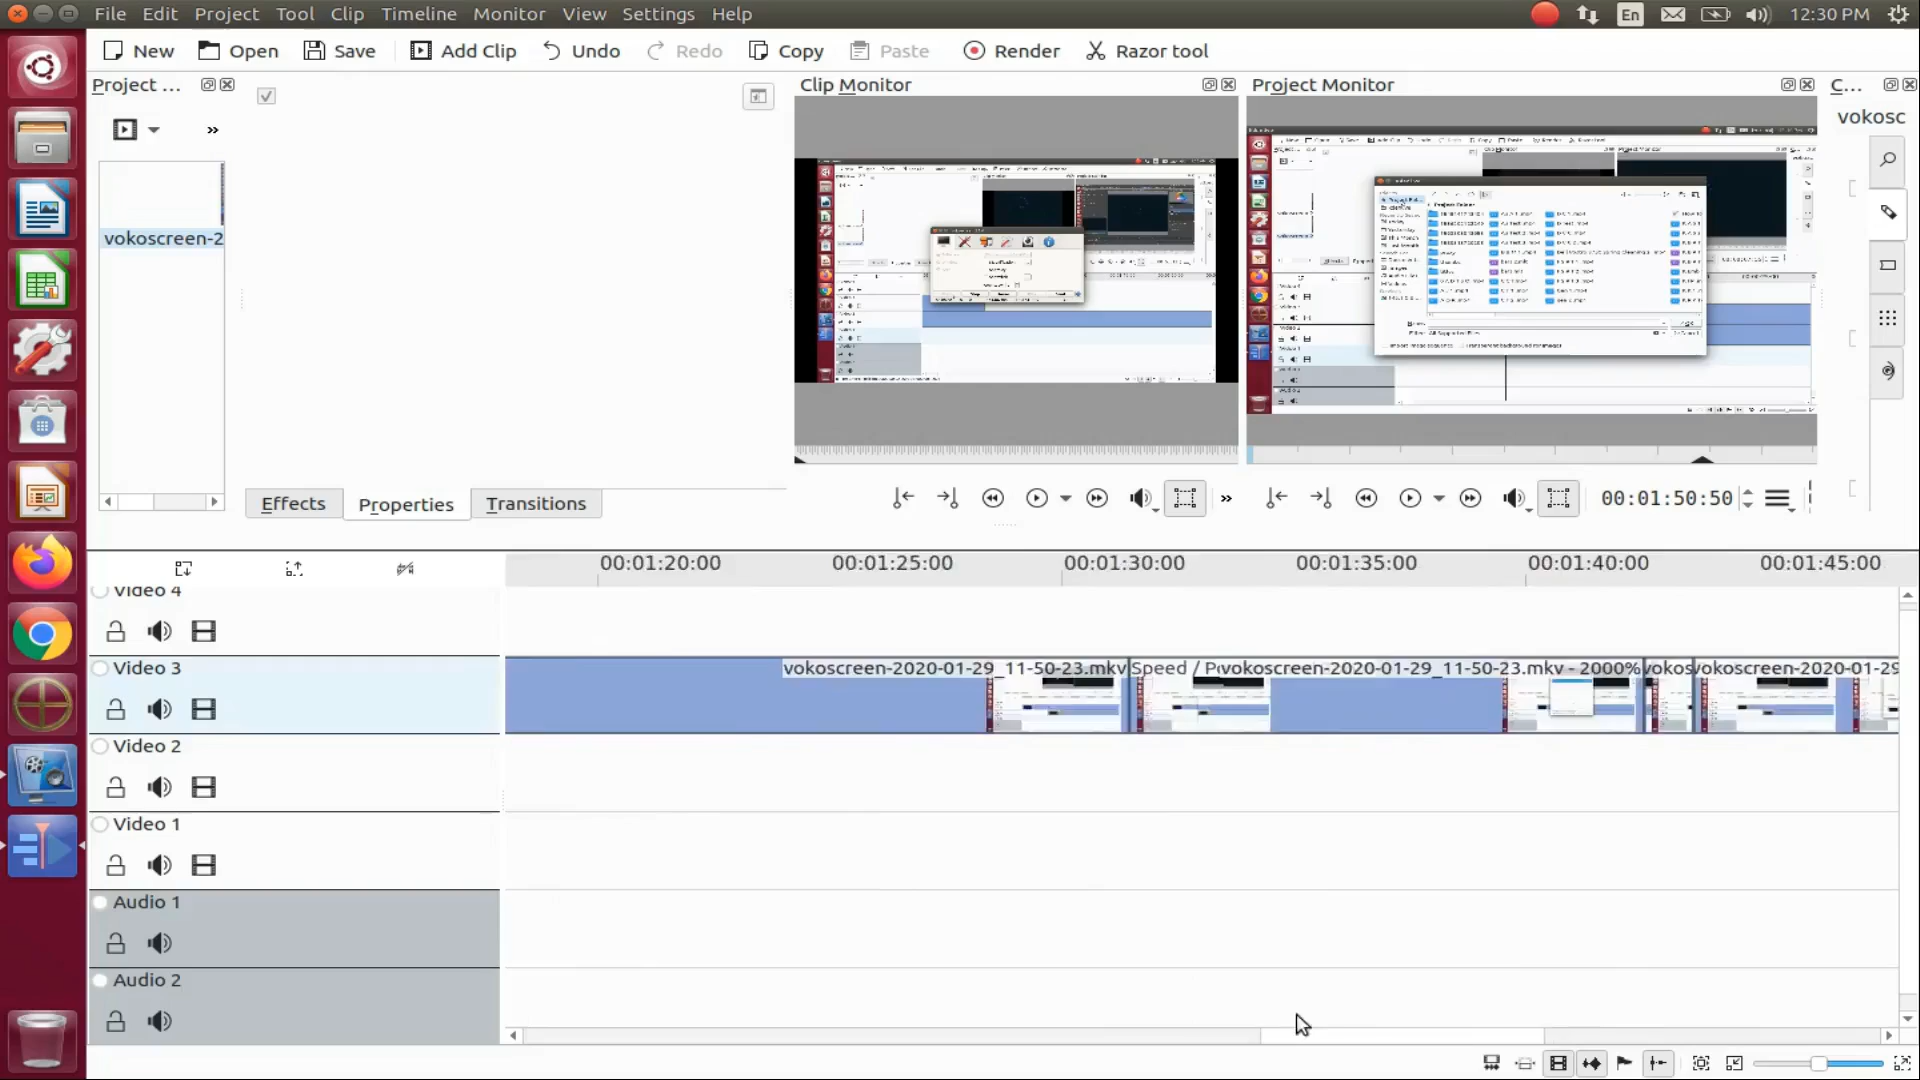 File Edit Project Tool Clip Timeline Monitor View Settings Help
En 12:30 PM
New Open Save Add Clip Undo Redo Copy Paste Render Razor tool
Project ...
Clip Monitor
Project Monitor
C...
vokosc
»
vokoscreen-2
Effects Properties Transitions
»
00:01:50:50
00:01:20:00 00:01:25:00 00:01:30:00 00:01:35:00 00:01:40:00 00:01:45:00
Video 4
Video 3
vokoscreen-2020-01-29_11-50-23.mkv Speed / P vokoscreen-2020-01-29_11-50-23.mkv - 2000% vokos vokoscreen-2020-01-29
Video 2
Video 1
Audio 1
Audio 2